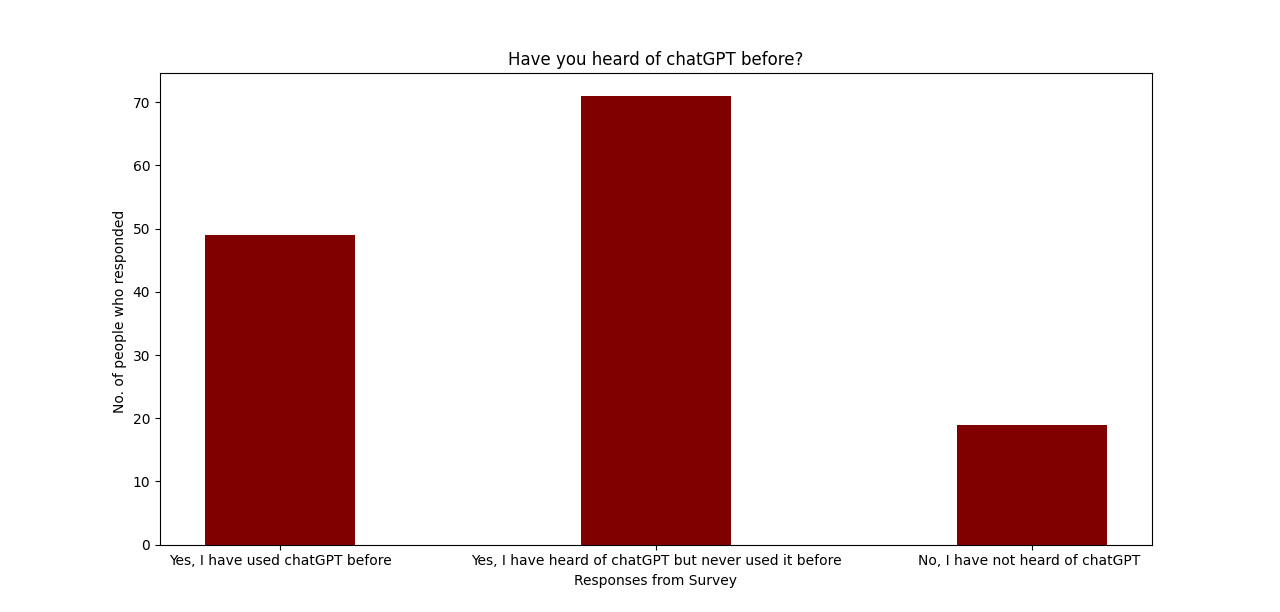 Have you heard of chatGPT before?
70
60
50
40
30
20
10
0
No. of people who responded
Yes, I have used chatGPT before
Yes, I have heard of chatGPT but never used it before
No, I have not heard of chatGPT
Responses from Survey